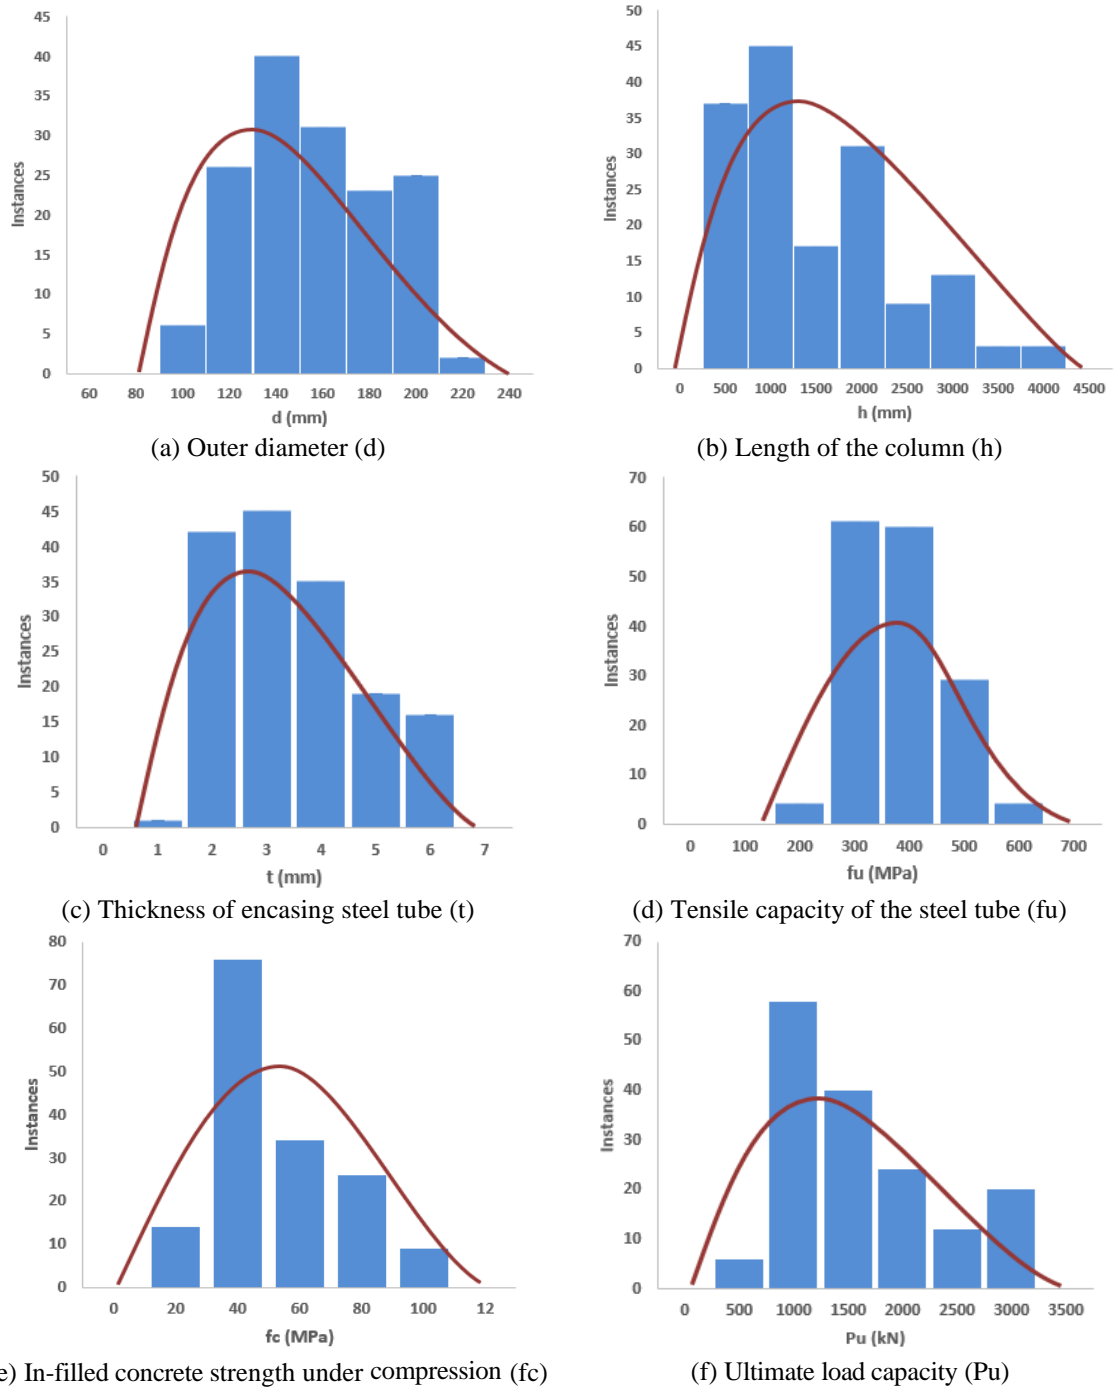 45
40
35
30
25
20
15
10
5
0
Instances
60 80 100 120 140 160 180 200 220 240
d (mm)
(a) Outer diameter (d)
50
45
40
35
30
25
20
15
10
5
0
Instances
0 500 1000 1500 2000 2500 3000 3500 4000 4500
h (mm)
(b) Length of the column (h)
50
45
40
35
30
25
20
15
10
5
0
Instances
0 1 2 3 4 5 6 7
t (mm)
(c) Thickness of encasing steel tube (t)
70
60
50
40
30
20
10
0
Instances
0 100 200 300 400 500 600 700
fu (MPa)
(d) Tensile capacity of the steel tube (fu)
80
70
60
50
40
30
20
10
0
Instances
0 20 40 60 80 100 12
fc (MPa)
e) In-filled concrete strength under compression (fc)
70
60
50
40
30
20
10
0
Instances
0 500 1000 1500 2000 2500 3000 3500
Pu (kN)
(f) Ultimate load capacity (Pu)